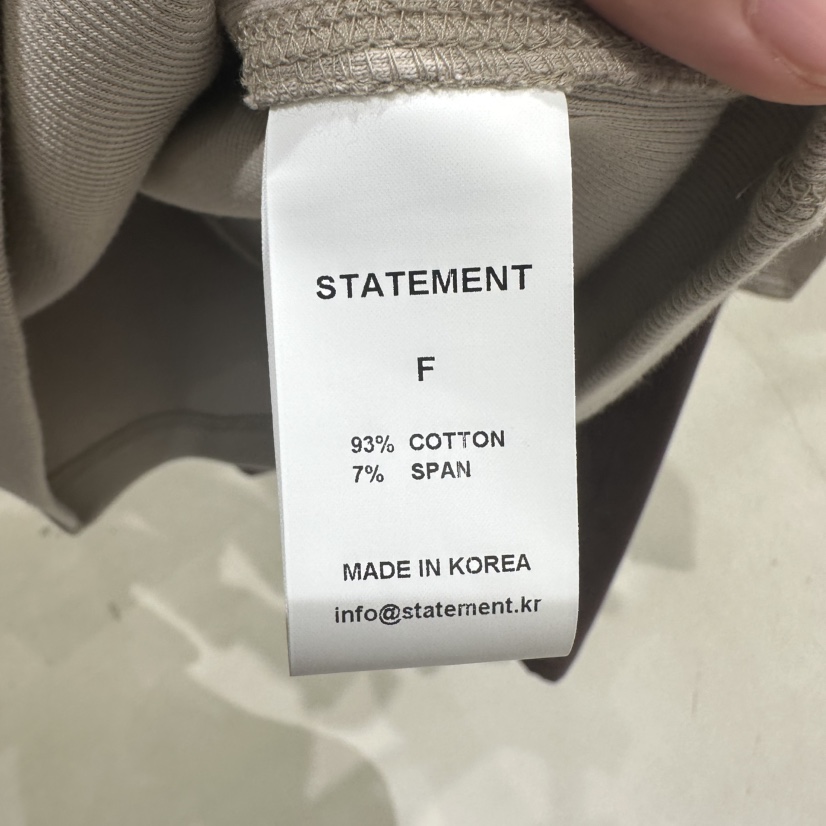 STATEMENT
F
93% COTTON
7% SPAN
MADE IN KOREA
info@statement.kr